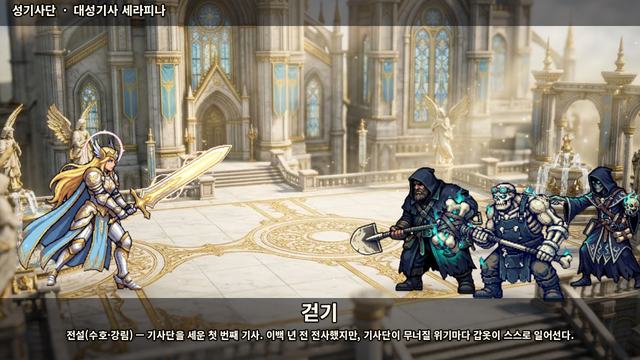 성기사단 · 대성기사 세라피나
걷기
전설(수호·강림) — 기사단을 세운 첫 번째 기사. 이백 년 전 전사했지만, 기사단이 무너질 위기마다 갑옷이 스스로 일어선다.